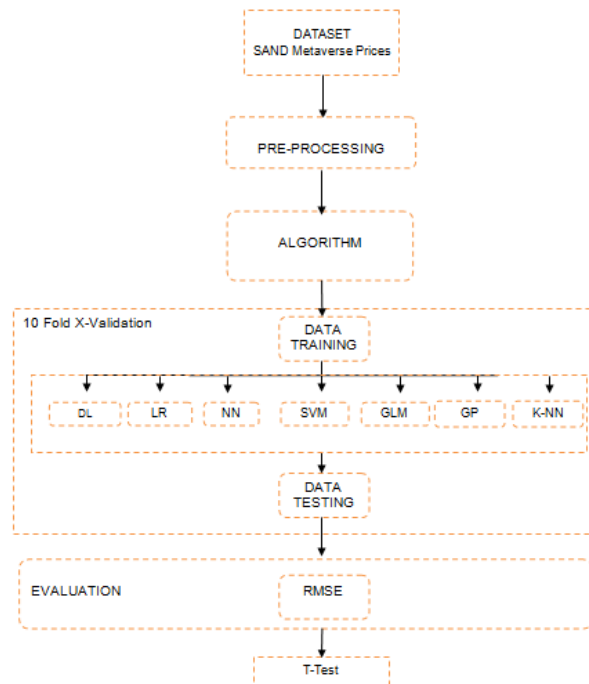 DATASET
SAND Metaverse Prices
PRE-PROCESSING
ALGORITHM
10 Fold X-Validation
DATA
TRAINING
DL LR NN SVM GLM GP K-NN
DATA
TESTING
EVALUATION
RMSE
T-Test